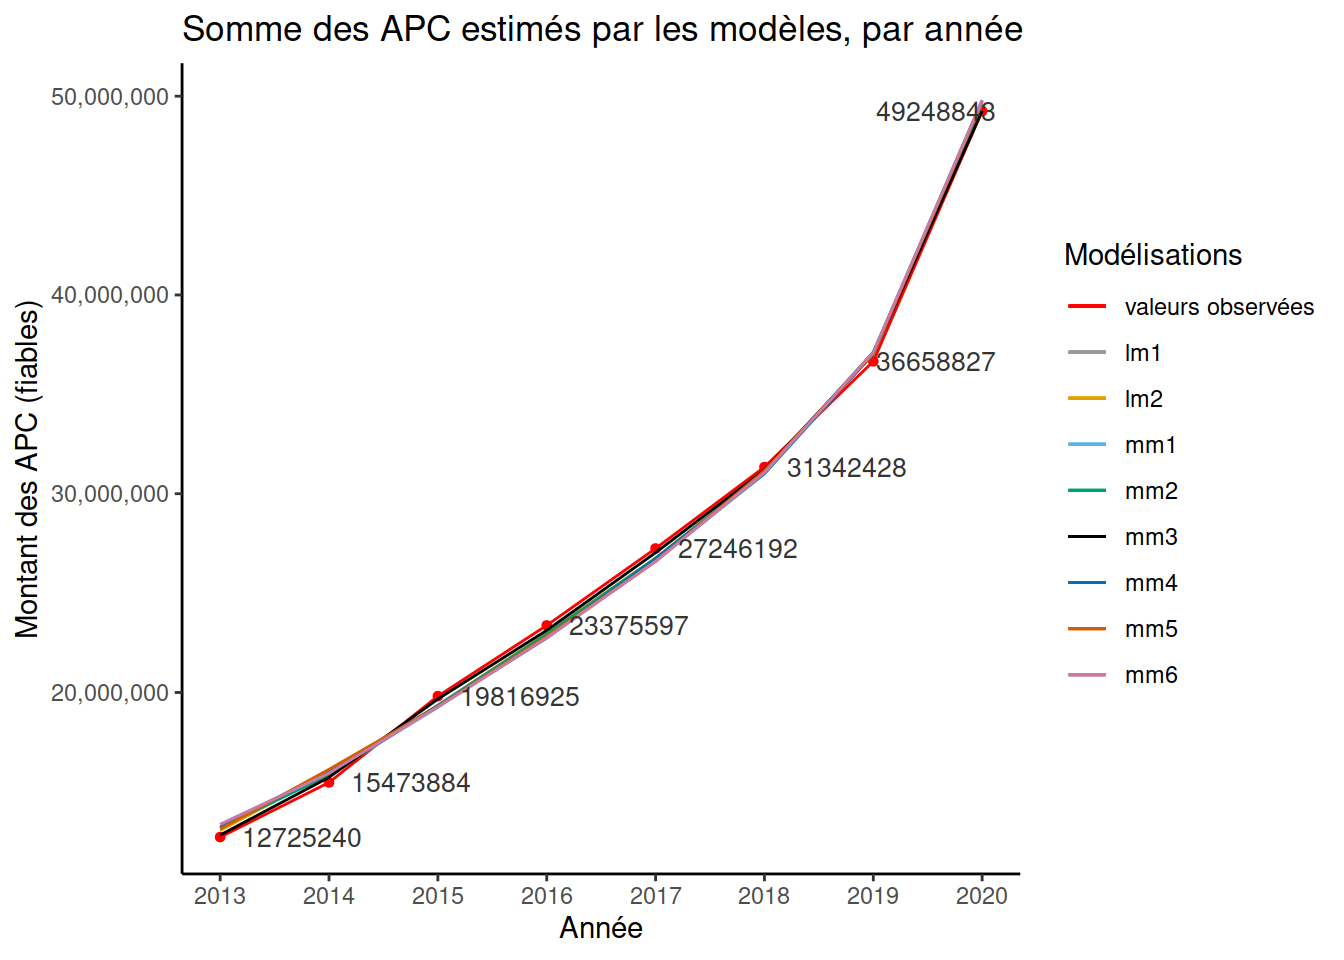 Somme des APC estimés par les modèles, par année
Montant des APC (fiables)
50,000,000
40,000,000
30,000,000
20,000,000
49248843
36658827
31342428
27246192
23375597
19816925
15473884
12725240
2013 2014 2015 2016 2017 2018 2019 2020
Année
Modélisations
valeurs observées
lm1
lm2
mm1
mm2
mm3
mm4
mm5
mm6